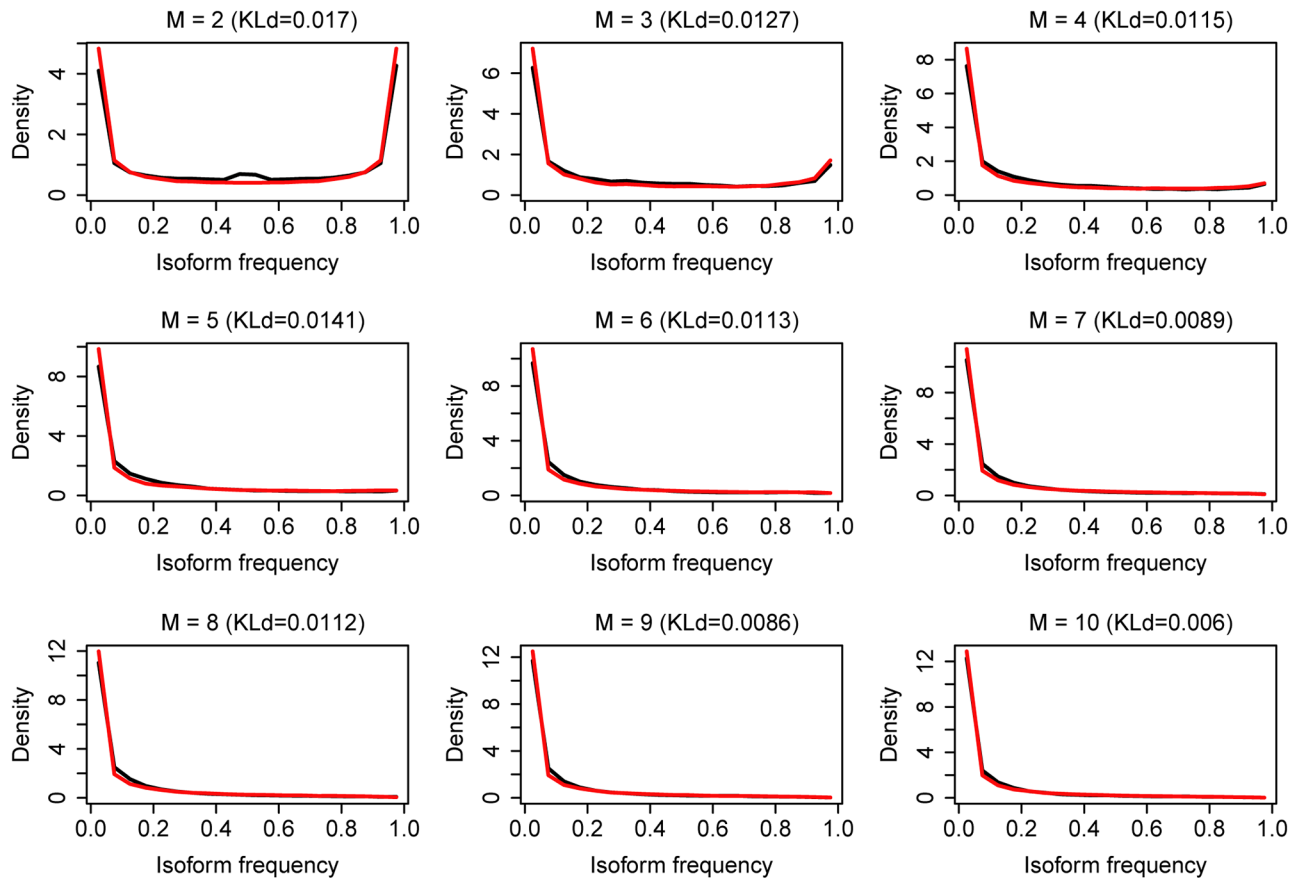 M = 2 (KLd=0.017)
Density
0 2 4
0.0 0.2 0.4 0.6 0.8 1.0
Isoform frequency
M = 3 (KLd=0.0127)
Density
0 2 4 6
0.0 0.2 0.4 0.6 0.8 1.0
Isoform frequency
M = 4 (KLd=0.0115)
Density
0 2 4 6 8
0.0 0.2 0.4 0.6 0.8 1.0
Isoform frequency
M = 5 (KLd=0.0141)
Density
0 4 8
0.0 0.2 0.4 0.6 0.8 1.0
Isoform frequency
M = 6 (KLd=0.0113)
Density
0 4 8
0.0 0.2 0.4 0.6 0.8 1.0
Isoform frequency
M = 7 (KLd=0.0089)
Density
0 4 8
0.0 0.2 0.4 0.6 0.8 1.0
Isoform frequency
M = 8 (KLd=0.0112)
Density
0 4 8 12
0.0 0.2 0.4 0.6 0.8 1.0
Isoform frequency
M = 9 (KLd=0.0086)
Density
0 4 8 12
0.0 0.2 0.4 0.6 0.8 1.0
Isoform frequency
M = 10 (KLd=0.006)
Density
0 4 8 12
0.0 0.2 0.4 0.6 0.8 1.0
Isoform frequency